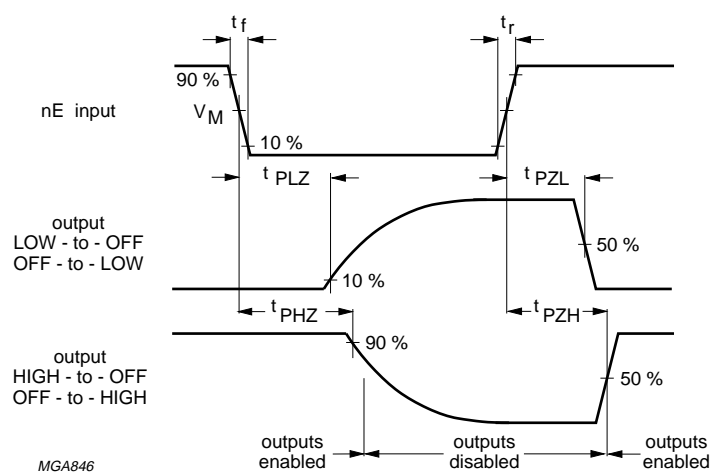 t f
t r
90 %
nE input
V M
10 %
t PLZ
t PZL
output
LOW - to - OFF
OFF - to - LOW
50 %
10 %
t PHZ
t PZH
output
HIGH - to - OFF
OFF - to - HIGH
90 %
50 %
outputs
enabled
outputs
disabled
outputs
enabled
MGA846